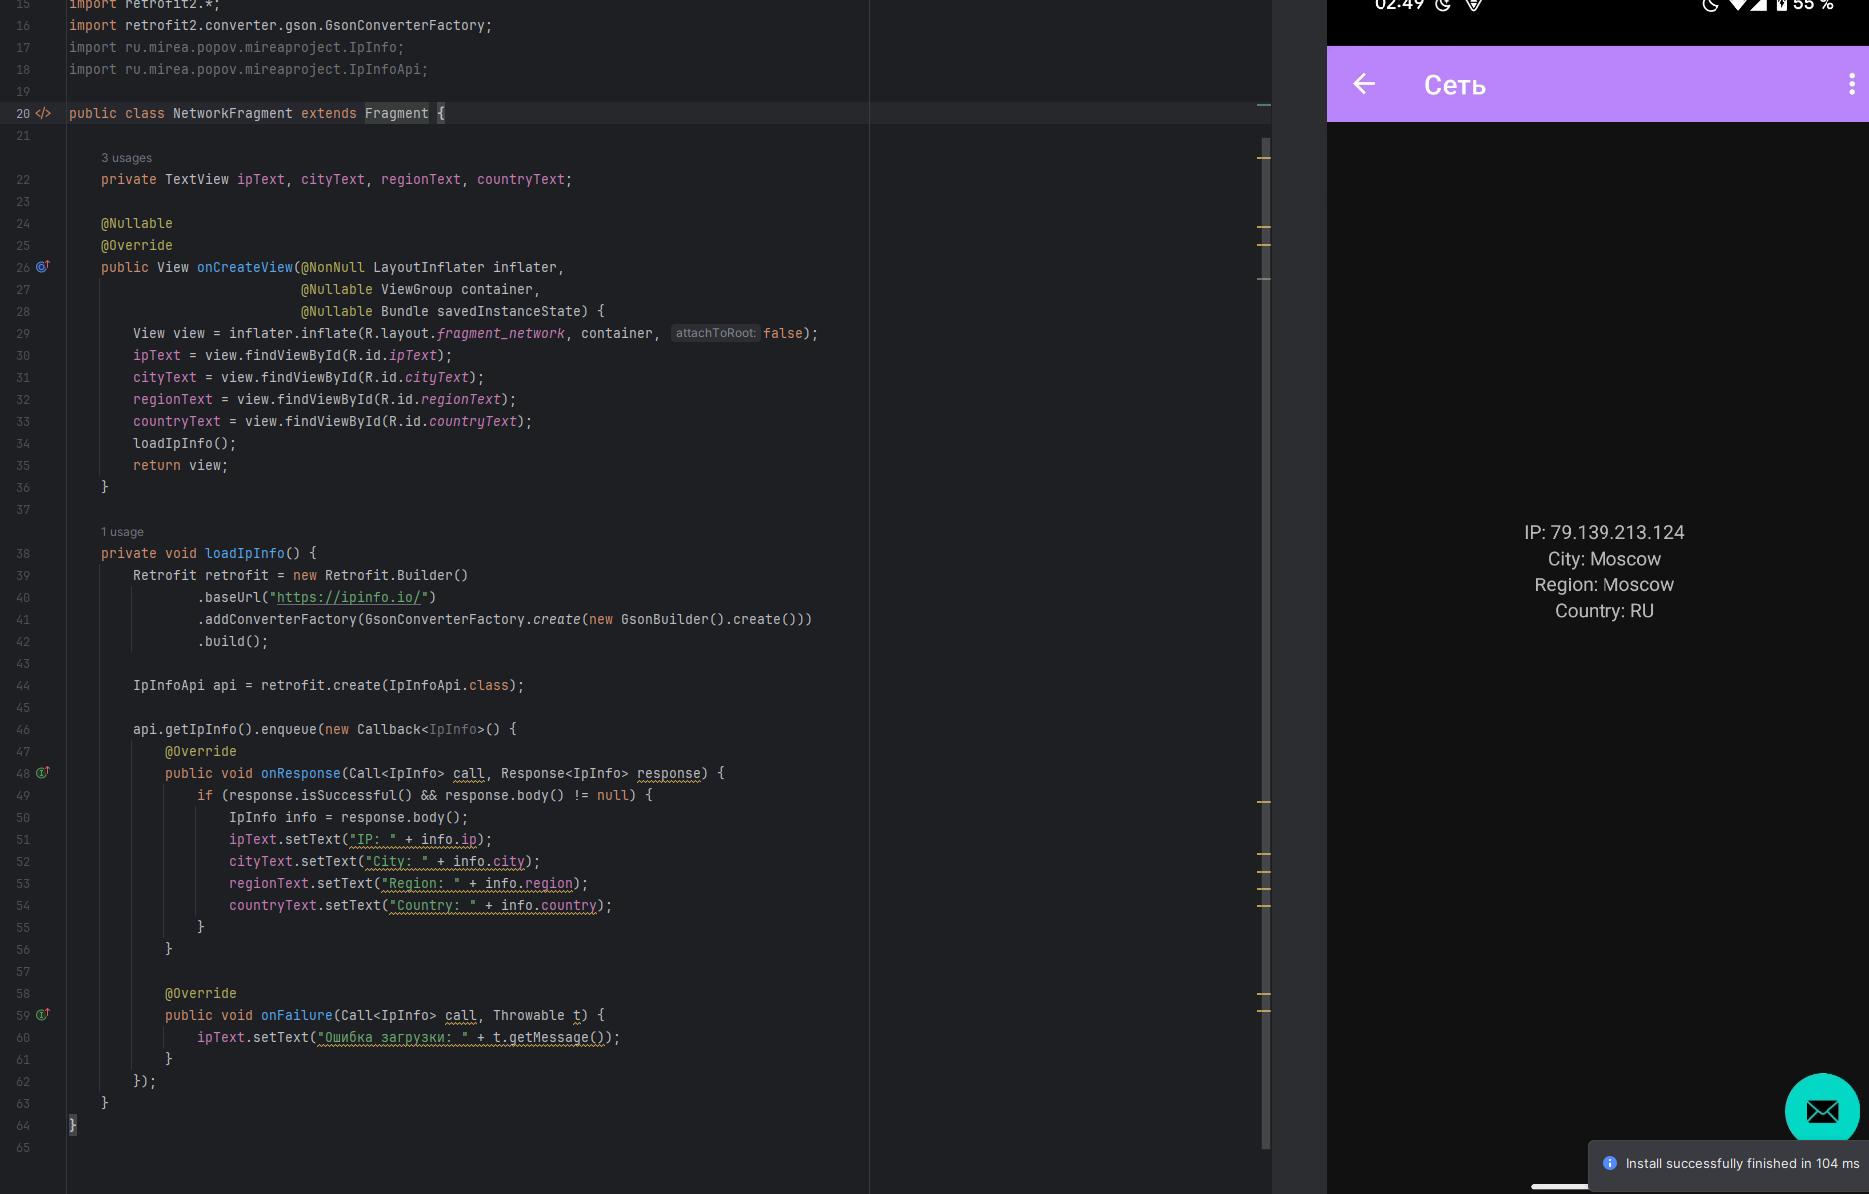 15 import retrofit2.*;
16 import retrofit2.converter.gson.GsonConverterFactory;
17 import ru.mirea.popov.mireaproject.IpInfo;
18 import ru.mirea.popov.mireaproject.IpInfoApi;
19
20 public class NetworkFragment extends Fragment {
21
3 usages
22 private TextView ipText, cityText, regionText, countryText;
23
24 @Nullable
25 @Override
26 public View onCreateView(@NonNull LayoutInflater inflater,
27 @Nullable ViewGroup container,
28 @Nullable Bundle savedInstanceState) {
29 View view = inflater.inflate(R.layout.fragment_network, container, attachToRoot: false);
30 ipText = view.findViewById(R.id.ipText);
31 cityText = view.findViewById(R.id.cityText);
32 regionText = view.findViewById(R.id.regionText);
33 countryText = view.findViewById(R.id.countryText);
34 loadIpInfo();
35 return view;
36 }
37
1 usage
38 private void loadIpInfo() {
39 Retrofit retrofit = new Retrofit.Builder()
40 .baseUrl("https://ipinfo.io/")
41 .addConverterFactory(GsonConverterFactory.create(new GsonBuilder().create()))
42 .build();
43
44 IpInfoApi api = retrofit.create(IpInfoApi.class);
45
46 api.getIpInfo().enqueue(new Callback<IpInfo>() {
47 @Override
48 public void onResponse(Call<IpInfo> call, Response<IpInfo> response) {
49 if (response.isSuccessful() && response.body() != null) {
50 IpInfo info = response.body();
51 ipText.setText("IP: " + info.ip);
52 cityText.setText("City: " + info.city);
53 regionText.setText("Region: " + info.region);
54 countryText.setText("Country: " + info.country);
55 }
56 }
57
58 @Override
59 public void onFailure(Call<IpInfo> call, Throwable t) {
60 ipText.setText("Ошибка загрузки: " + t.getMessage());
61 }
62 });
63 }
64 }
65
02:49 55 %
Сеть
IP: 79.139.213.124
City: Moscow
Region: Moscow
Country: RU
Install successfully finished in 104 ms